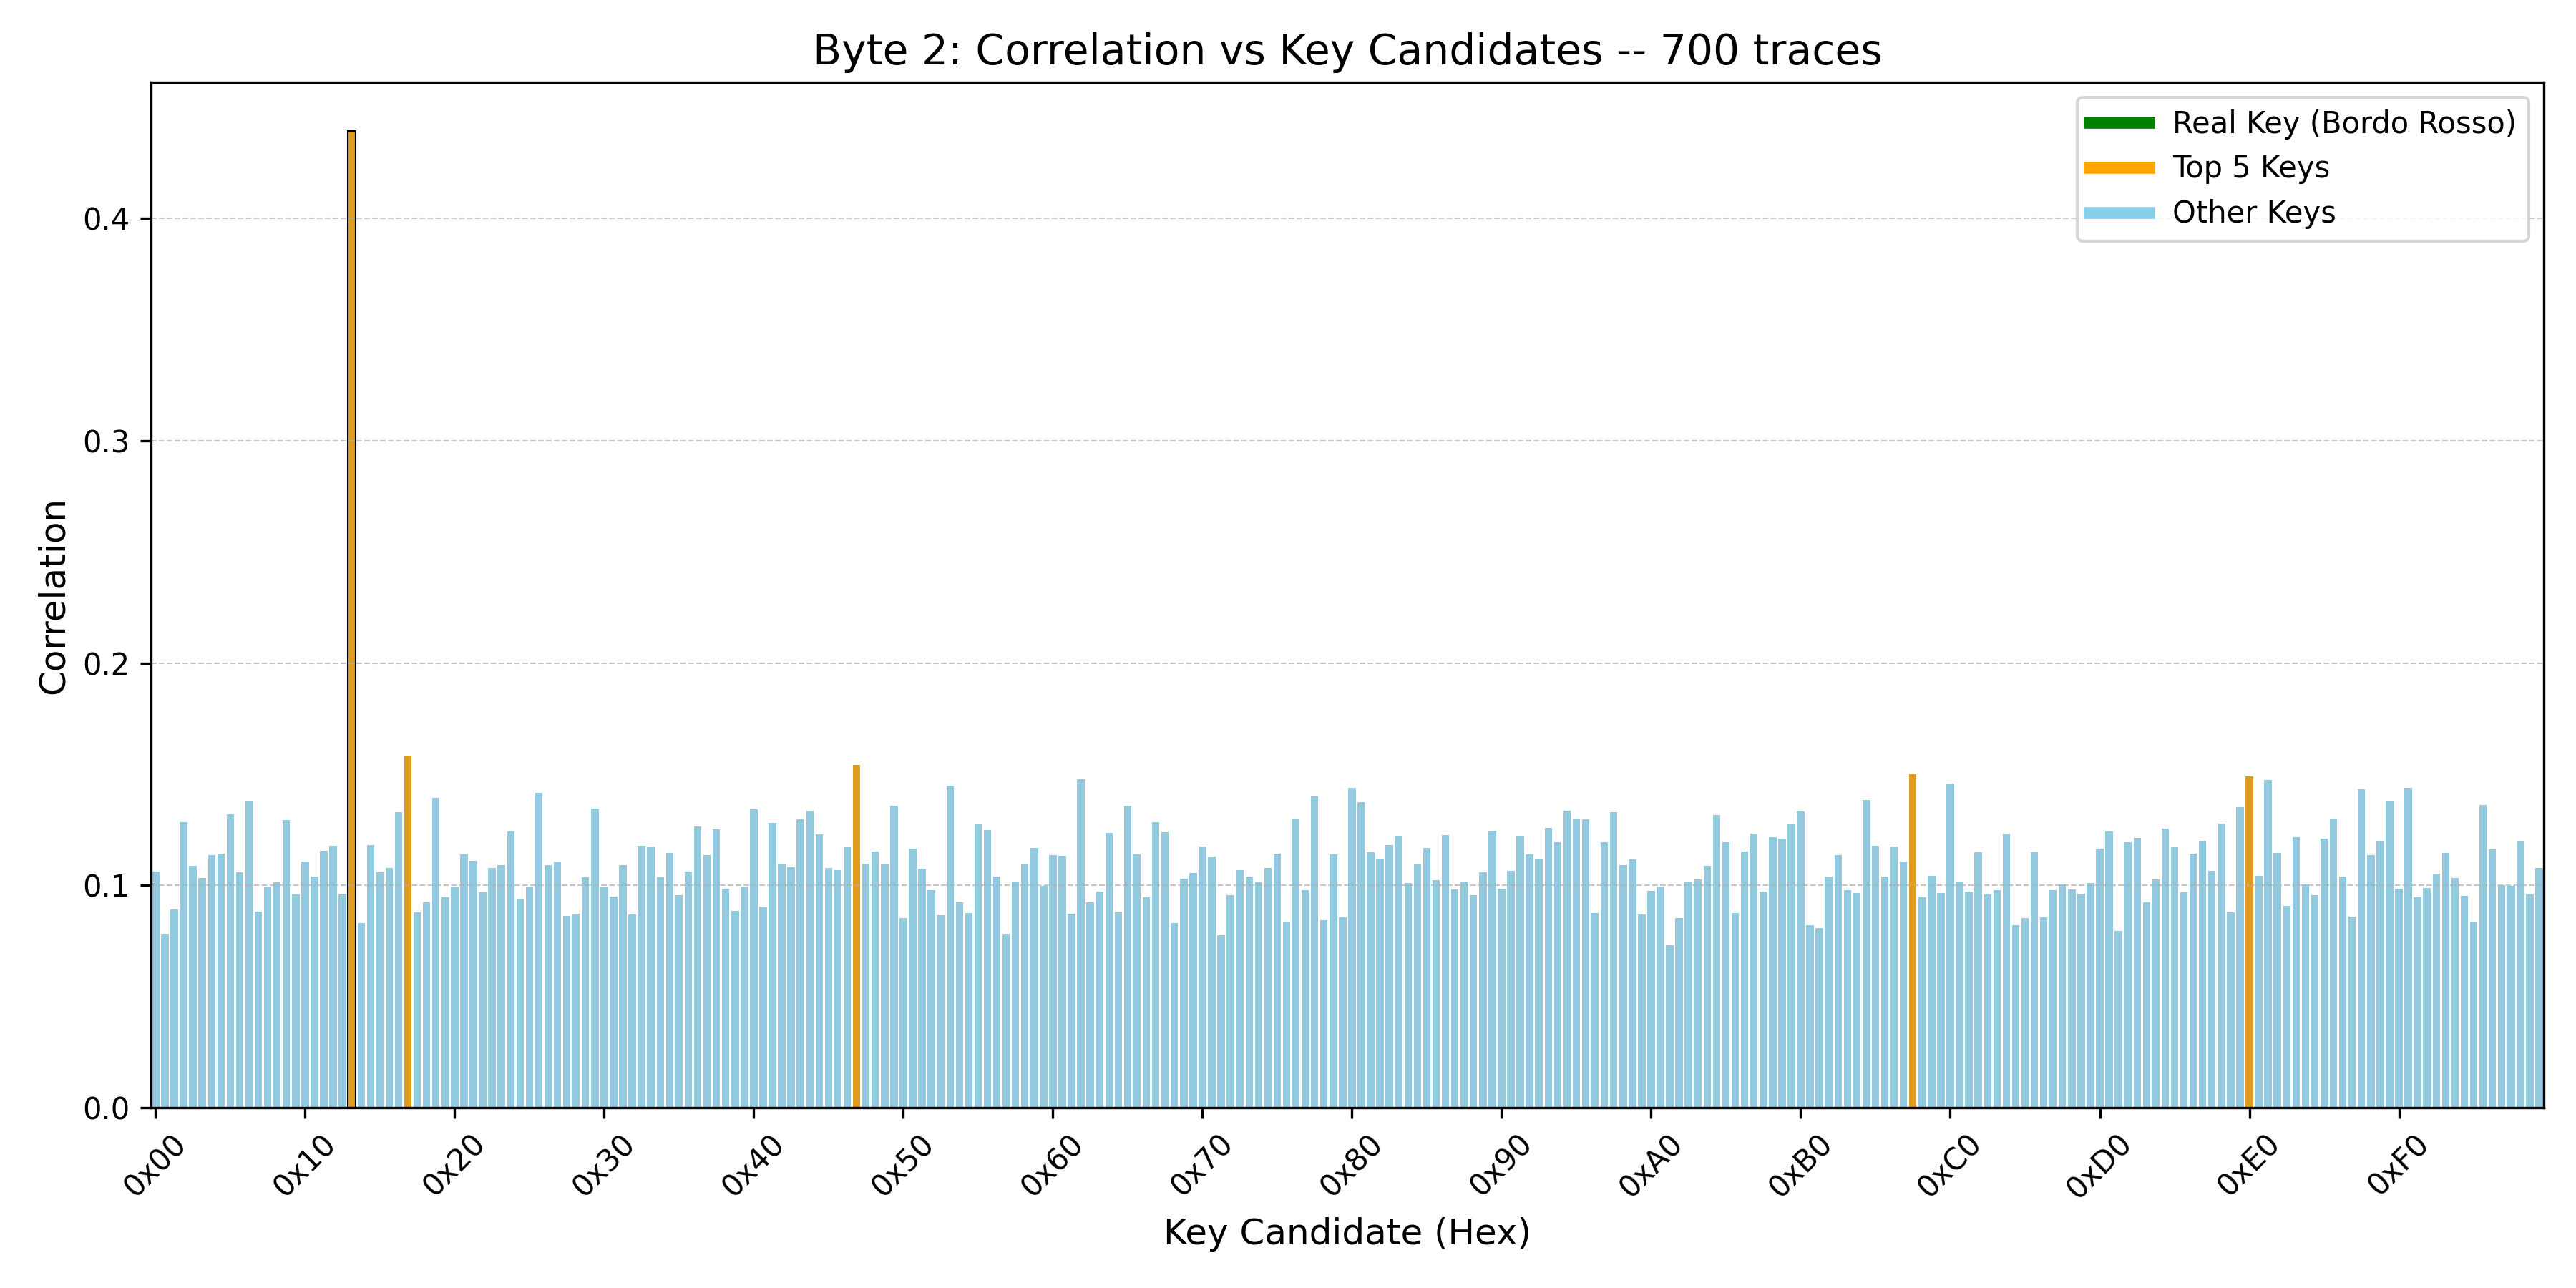 Byte 2: Correlation vs Key Candidates -- 700 traces
Real Key (Bordo Rosso)
Top 5 Keys
Other Keys
Correlation
0.4
0.3
0.2
0.1
0.0
0x00 0x10 0x20 0x30 0x40 0x50 0x60 0x70 0x80 0x90 0xA0 0xB0 0xC0 0xD0 0xE0 0xF0
Key Candidate (Hex)